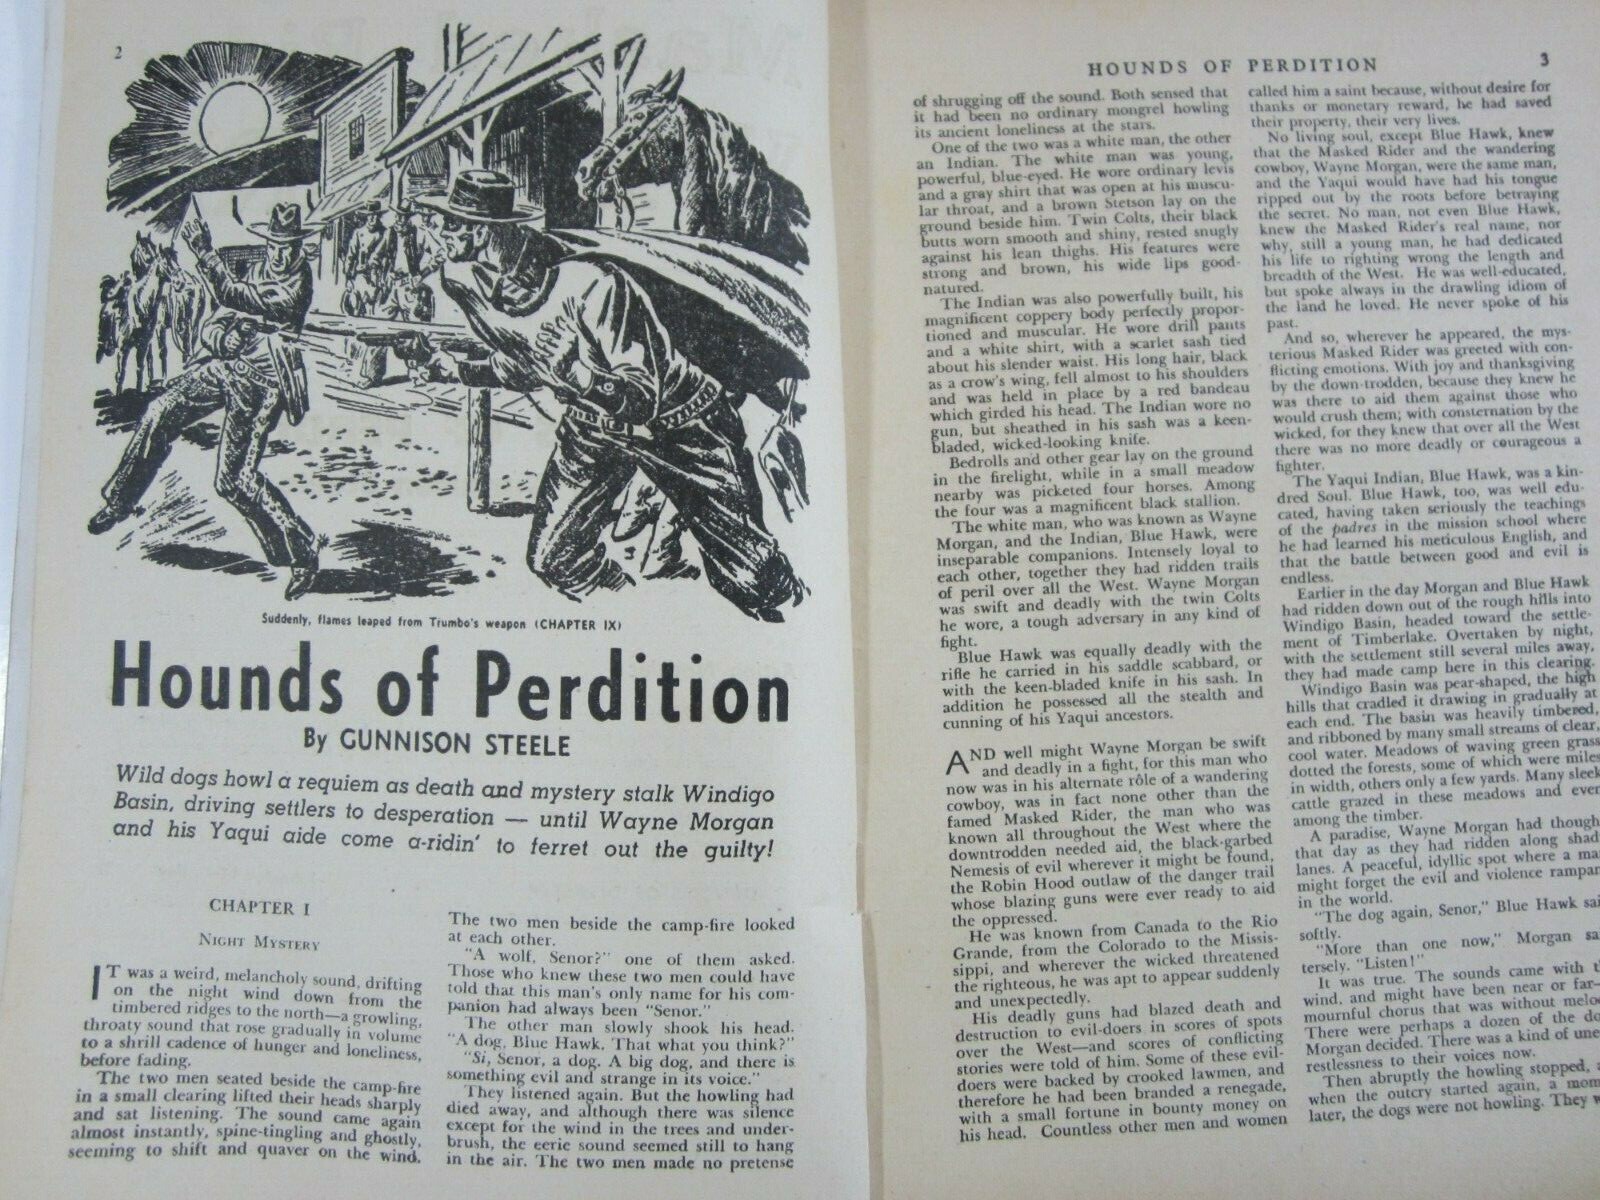 2
Suddenly, flames leaped from Trumbo's weapon (CHAPTER IX)
Hounds of Perdition
By GUNNISON STEELE
Wild dogs howl a requiem as death and mystery stalk Windigo
Basin, driving settlers to desperation — until Wayne Morgan
and his Yaqui aide come a-ridin' to ferret out the guilty!
CHAPTER I
NIGHT MYSTERY
IT was a weird, melancholy sound, drifting
on the night wind down from the
timbered ridges to the north—a growling,
throaty sound that rose gradually in volume
to a shrill cadence of hunger and loneliness,
before fading.
The two men seated beside the camp-fire
in a small clearing lifted their heads sharply
and sat listening. The sound came again
almost instantly, spine-tingling and ghostly,
seeming to shift and quaver on the wind.
The two men beside the camp-fire looked
at each other.
"A wolf, Senor?" one of them asked.
Those who knew these two men could have
told that this man's only name for his com-
panion had always been "Senor."
The other man slowly shook his head.
"A dog, Blue Hawk. That what you think?"
"Si, Senor, a dog. A big dog, and there is
something evil and strange in its voice."
They listened again. But the howling had
died away, and although there was silence
except for the wind in the trees and under-
brush, the eerie sound seemed still to hang
in the air. The two men made no pretense
HOUNDS OF PERDITION
3
of shrugging off the sound. Both sensed that
it had been no ordinary mongrel howling
its ancient loneliness at the stars.
One of the two was a white man, the other
an Indian. The white man was young,
powerful, blue-eyed. He wore ordinary levis
and a gray shirt that was open at his muscu-
lar throat, and a brown Stetson lay on the
ground beside him. Twin Colts, their black
butts worn smooth and shiny, rested snugly
against his lean thighs. His features were
strong and brown, his wide lips good-
natured.
The Indian was also powerfully built, his
magnificent coppery body perfectly propor-
tioned and muscular. He wore drill pants
and a white shirt, with a scarlet sash tied
about his slender waist. His long hair, black
as a crow's wing, fell almost to his shoulders
and was held in place by a red bandeau
which girded his head. The Indian wore no
gun, but sheathed in his sash was a keen-
bladed, wicked-looking knife.
Bedrolls and other gear lay on the ground
in the firelight, while in a small meadow
nearby was picketed four horses. Among
the four was a magnificent black stallion.
The white man, who was known as Wayne
Morgan, and the Indian, Blue Hawk, were
inseparable companions. Intensely loyal to
each other, together they had ridden trails
of peril over all the West. Wayne Morgan
was swift and deadly with the twin Colts
he wore, a tough adversary in any kind of
fight.
Blue Hawk was equally deadly with the
rifle he carried in his saddle scabbard, or
with the keen-bladed knife in his sash. In
addition he possessed all the stealth and
cunning of his Yaqui ancestors.
AND well might Wayne Morgan be swift
and deadly in a fight, for this man who
now was in his alternate rôle of a wandering
cowboy, was in fact none other than the
famed Masked Rider, the man who was
known all throughout the West where the
downtrodden needed aid, the black-garbed
Nemesis of evil wherever it might be found,
the Robin Hood outlaw of the danger trail
whose blazing guns were ever ready to aid
the oppressed.
He was known from Canada to the Rio
Grande, from the Colorado to the Missis-
sippi, and wherever the wicked threatened
the righteous, he was apt to appear suddenly
and unexpectedly.
His deadly guns had blazed death and
destruction to evil-doers in scores of spots
over the West—and scores of conflicting
stories were told of him. Some of these evil-
doers were backed by crooked lawmen, and
therefore he had been branded a renegade,
with a small fortune in bounty money on
his head. Countless other men and women
called him a saint because, without desire for
thanks or monetary reward, he had saved
their property, their very lives.
No living soul, except Blue Hawk, knew
that the Masked Rider and the wandering
cowboy, Wayne Morgan, were the same man,
and the Yaqui would have had his tongue
ripped out by the roots before betraying
the secret. No man, not even Blue Hawk,
knew the Masked Rider's real name, nor
why, still a young man, he had dedicated
his life to righting wrong the length and
breadth of the West. He was well-educated,
but spoke always in the drawling idiom of
the land he loved. He never spoke of his
past.
And so, wherever he appeared, the mys-
terious Masked Rider was greeted with con-
flicting emotions. With joy and thanksgiving
by the down-trodden, because they knew he
was there to aid them against those who
would crush them; with consternation by the
wicked, for they knew that over all the West
there was no more deadly or courageous a
fighter.
The Yaqui Indian, Blue Hawk, was a kin-
dred Soul. Blue Hawk, too, was well edu-
cated, having taken seriously the teachings
of the padres in the mission school where
he had learned his meticulous English, and
that the battle between good and evil is
endless.
Earlier in the day Morgan and Blue Hawk
had ridden down out of the rough hills into
Windigo Basin, headed toward the settle-
ment of Timberlake. Overtaken by night,
with the settlement still several miles away,
they had made camp here in this clearing.
Windigo Basin was pear-shaped, the high
hills that cradled it drawing in gradually at
each end. The basin was heavily timbered,
and ribboned by many small streams of clear,
cool water. Meadows of waving green grass
dotted the forests, some of which were miles
in width, others only a few yards. Many sleek
cattle grazed in these meadows and even
among the timber.
A paradise, Wayne Morgan had though
that day as they had ridden along shad
lanes. A peaceful, idyllic spot where a ma
might forget the evil and violence rampan
in the world.
"The dog again, Senor," Blue Hawk sai
softly.
"More than one now," Morgan sa
tersely. "Listen!"
It was true. The sounds came with t
wind, and might have been near or far—
mournful chorus that was without melo
There were perhaps a dozen of the do
Morgan decided. There was a kind of une
restlessness to their voices now.
Then abruptly the howling stopped, a
when the outcry started again, a mom
later, the dogs were not howling. They w